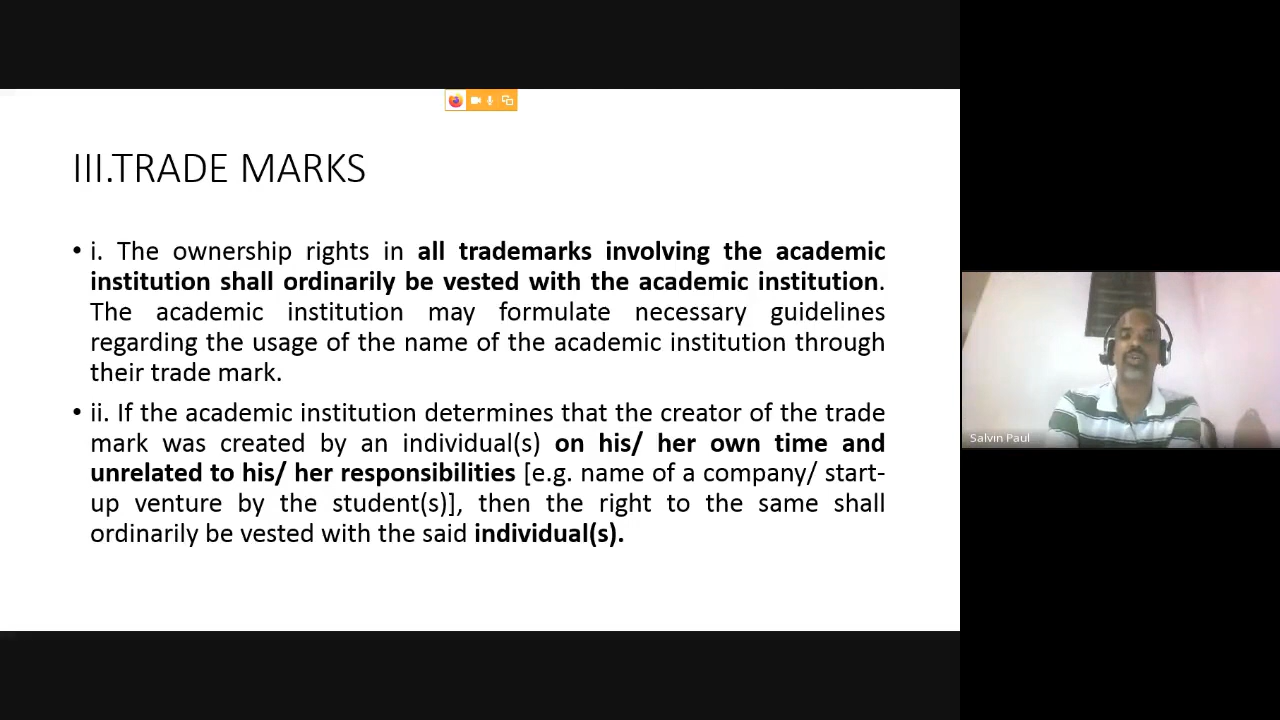 III.TRADE MARKS
• i. The ownership rights in all trademarks involving the academic
institution shall ordinarily be vested with the academic institution.
The academic institution may formulate necessary guidelines
regarding the usage of the name of the academic institution through
their trade mark.
• ii. If the academic institution determines that the creator of the trade
mark was created by an individual(s) on his/ her own time and
unrelated to his/ her responsibilities [e.g. name of a company/ start-
up venture by the student(s)], then the right to the same shall
ordinarily be vested with the said individual(s).
Salvin Paul